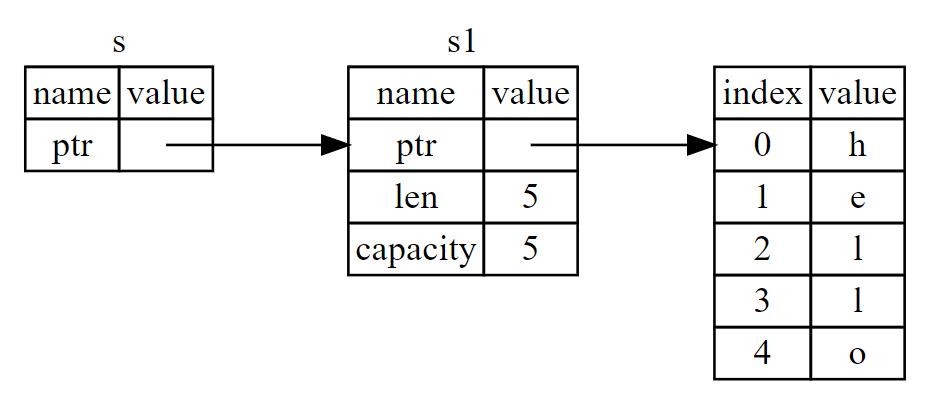 s
name value
ptr
s1
name value
ptr
len 5
capacity 5
index value
0 h
1 e
2 l
3 l
4 o